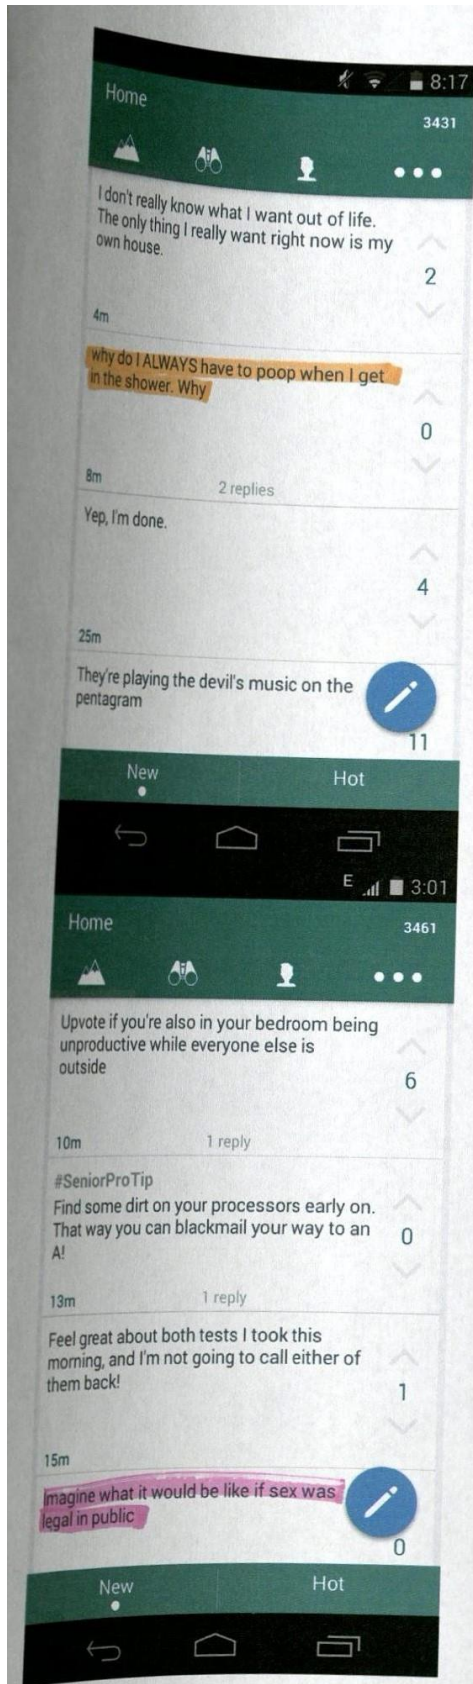 8:17
Home
3431
I don't really know what I want out of life.
The only thing I really want right now is my
own house.
2
4m
why do I ALWAYS have to poop when I get
in the shower. Why
0
8m
2 replies
Yep, I'm done.
4
25m
They're playing the devil's music on the
pentagram
11
New
Hot
E
3:01
Home
3461
Upvote if you're also in your bedroom being
unproductive while everyone else is
outside
6
10m
1 reply
#SeniorProTip
Find some dirt on your processors early on.
That way you can blackmail your way to an
A!
0
13m
1 reply
Feel great about both tests I took this
morning, and I'm not going to call either of
them back!
1
15m
Imagine what it would be like if sex was
legal in public
0
New
Hot